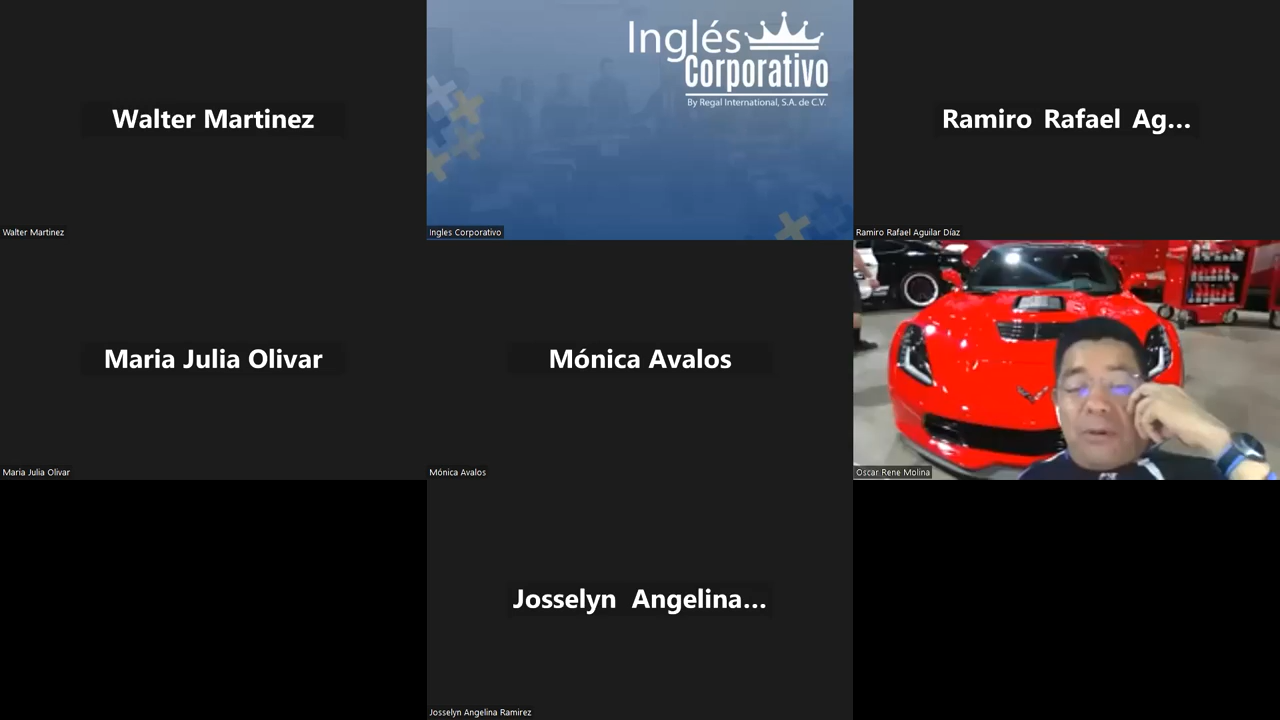 Walter Martinez
Walter Martinez
Inglés
Corporativo
By Regal International, S.A. de C.V.
Ingles Corporativo
Ramiro Rafael Ag...
Ramiro Rafael Aguilar Díaz
Maria Julia Olivar
Maria Julia Olivar
Mónica Avalos
Mónica Avalos
Oscar Rene Molina
Josselyn Angelina...
Josselyn Angelina Ramirez